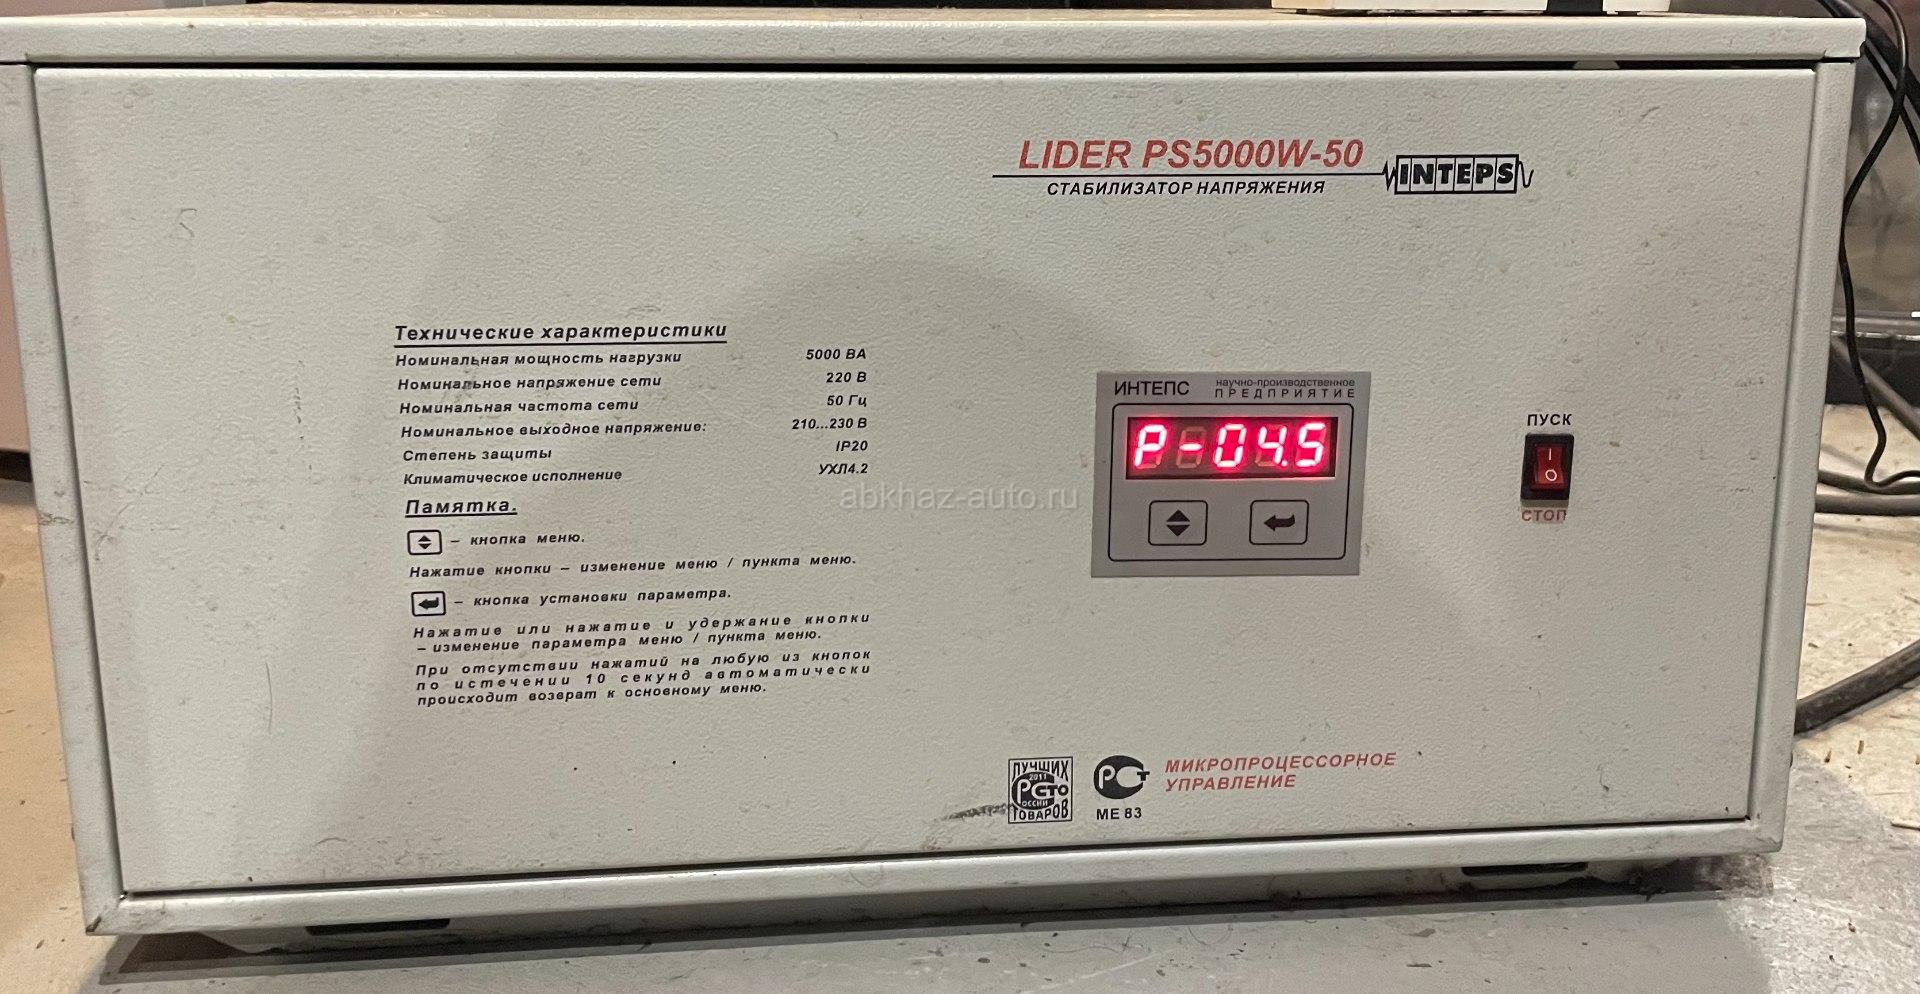 LIDER PS5000W-50
INTEPS
СТАБИЛИЗАТОР НАПРЯЖЕНИЯ
Технические характеристики
Номинальная мощность нагрузки 5000 ВА
Номинальное напряжение сети 220 В
Номинальная частота сети 50 Гц
Номинальное выходное напряжение: 210...230 В
Степень защиты IP20
Климатическое исполнение УХЛ4.2
Памятка.
– кнопка меню.
Нажатие кнопки – изменение меню / пункта меню.
– кнопка установки параметра.
Нажатие или нажатие и удержание кнопки
– изменение параметра меню / пункта меню.
При отсутствии нажатий на любую из кнопок
по истечении 10 секунд автоматически
происходит возврат к основному меню.
ИНТЕПС научно-производственное
ПРЕДПРИЯТИЕ
P-04.5
ПУСК
I
O
СТОП
abkhaz-auto.ru
ЛУЧШИХ
2011
РСТО
ОССИИ
ТОВАРОВ
РСТ
МЕ 83
МИКРОПРОЦЕССОРНОЕ
УПРАВЛЕНИЕ